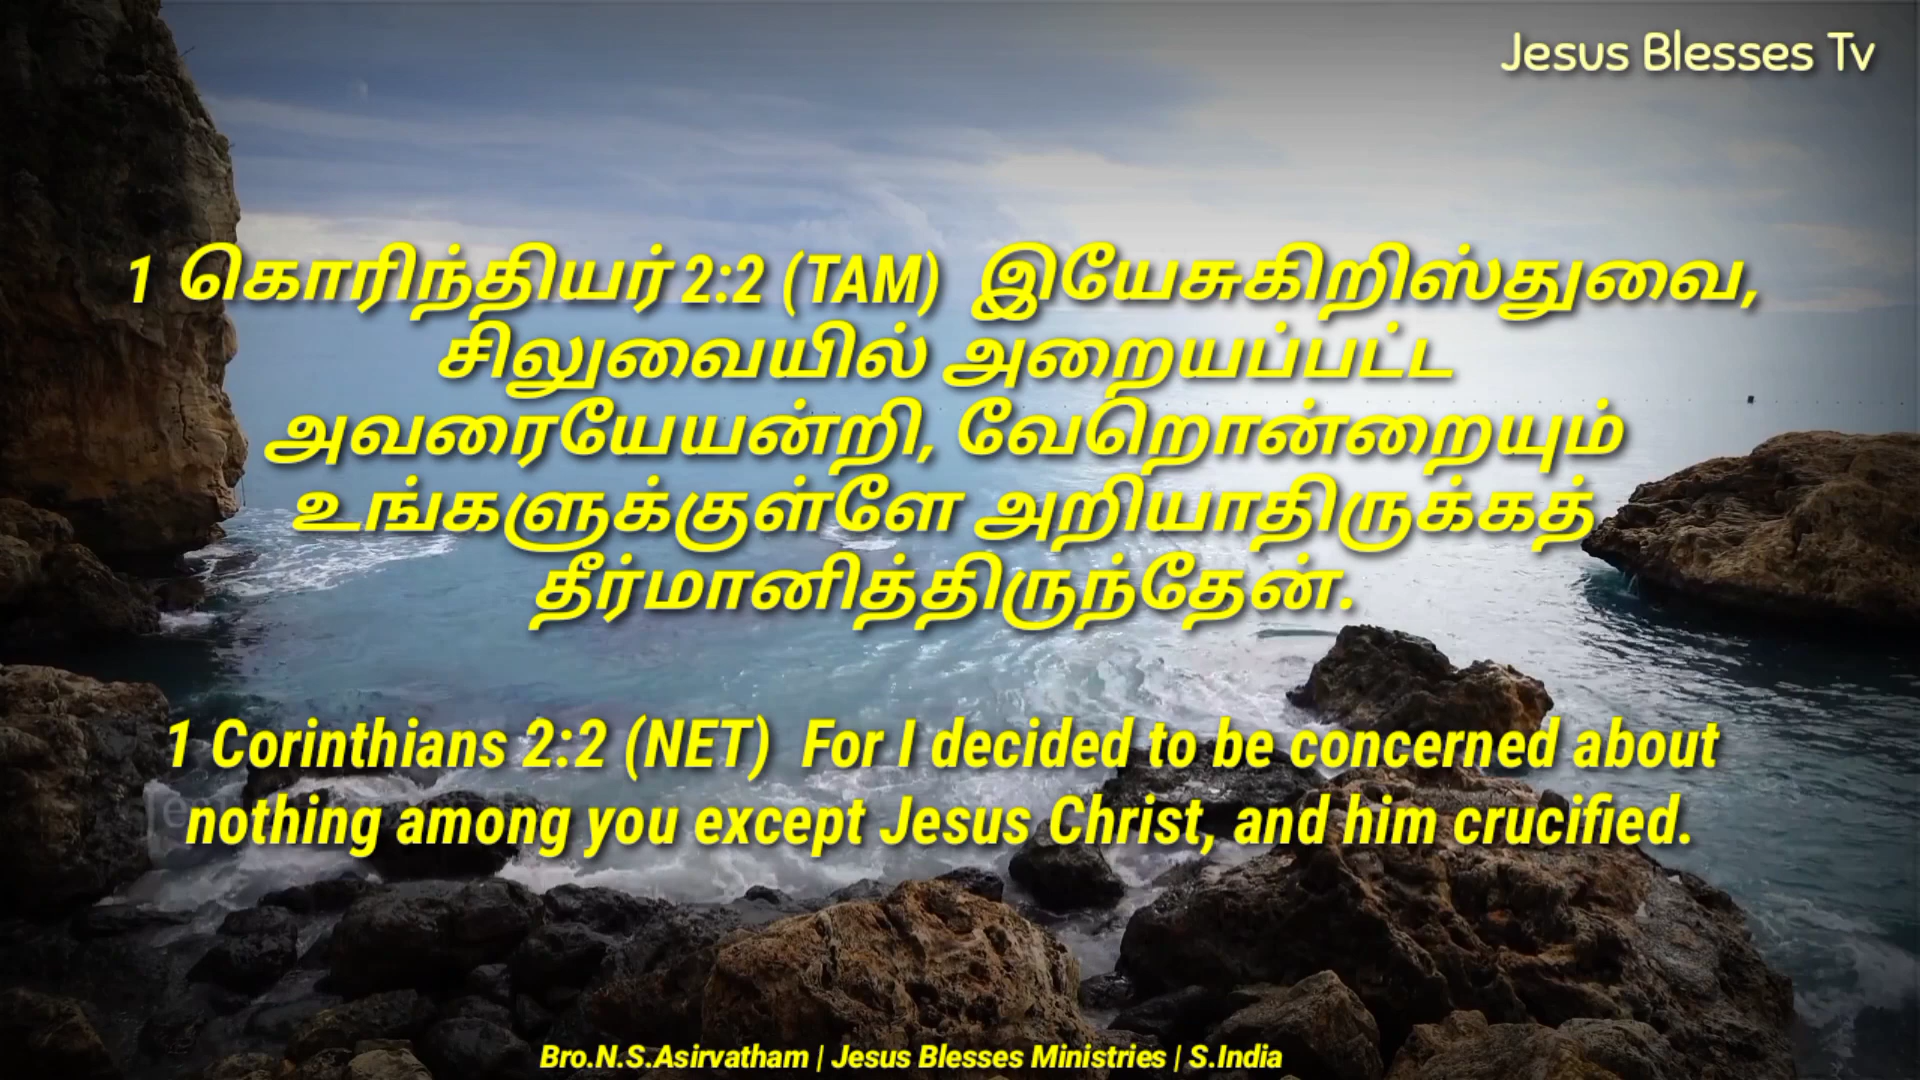 Jesus Blesses Tv
1 கொரிந்தியர் 2:2 (TAM) இயேசுகிறிஸ்துவை,
சிலுவையில் அறையப்பட்ட
அவரையேயன்றி, வேறொன்றையும்
உங்களுக்குள்ளே அறியாதிருக்கத்
தீர்மானித்திருந்தேன்.
1 Corinthians 2:2 (NET) For I decided to be concerned about
nothing among you except Jesus Christ, and him crucified.
Bro.N.S.Asirvatham | Jesus Blesses Ministries | S.India